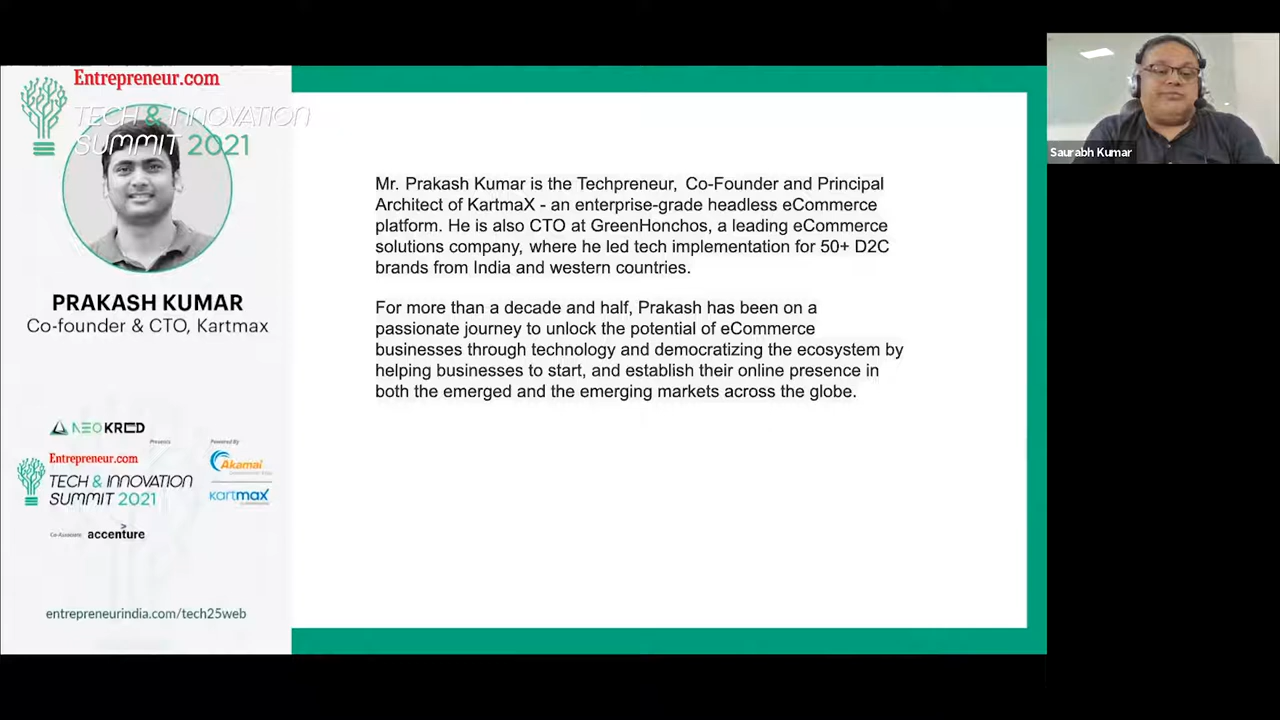 Entrepreneur.com
TECH & INNOVATION
SUMMIT 2021
PRAKASH KUMAR
Co-founder & CTO, Kartmax
NEOKRED
Presents
Powered By
Entrepreneur.com
TECH & INNOVATION
SUMMIT 2021
Akamai
kartmax
Co-Associate
accenture
entrepreneurindia.com/tech25web
Mr. Prakash Kumar is the Techpreneur, Co-Founder and Principal
Architect of KartmaX - an enterprise-grade headless eCommerce
platform. He is also CTO at GreenHonchos, a leading eCommerce
solutions company, where he led tech implementation for 50+ D2C
brands from India and western countries.
For more than a decade and half, Prakash has been on a
passionate journey to unlock the potential of eCommerce
businesses through technology and democratizing the ecosystem by
helping businesses to start, and establish their online presence in
both the emerged and the emerging markets across the globe.
Saurabh Kumar